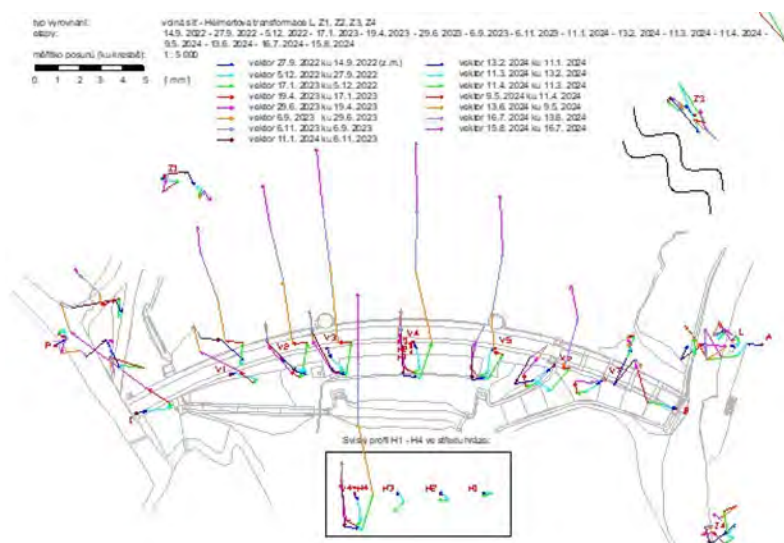 typ vyrovnání: volná síť - Helmertova transformace L, Z1, Z2, Z3, Z4
etapy: 14.9. 2022 - 27.9. 2022 - 5.12. 2022 - 17.1. 2023 - 19.4. 2023 - 29.6. 2023 - 6.9. 2023 - 6.11. 2023 - 11.1. 2024 - 13.2. 2024 - 11.3. 2024 - 11.4. 2024 -
9.5. 2024 - 13.6. 2024 - 16.7. 2024 - 15.8. 2024
měřítko posunů (ku kresbě): 1 : 5 000
0 1 2 3 4 5 (mm)
vektor 27.9. 2022 ku 14.9. 2022 (z.m.)
vektor 5.12. 2022 ku 27.9. 2022
vektor 17.1. 2023 ku 5.12. 2022
vektor 19.4. 2023 ku 17.1. 2023
vektor 29.6. 2023 ku 19.4. 2023
vektor 6.9. 2023 ku 29.6. 2023
vektor 6.11. 2023 ku 6.9. 2023
vektor 11.1. 2024 ku 6.11. 2023
vektor 13.2. 2024 ku 11.1. 2024
vektor 11.3. 2024 ku 13.2. 2024
vektor 11.4. 2024 ku 11.3. 2024
vektor 9.5. 2024 ku 11.4. 2024
vektor 13.6. 2024 ku 9.5. 2024
vektor 16.7. 2024 ku 13.6. 2024
vektor 15.8. 2024 ku 16.7. 2024
Z3
Z1
P
V1
V2
V3
V4
V5
L
A
Svislý profil H1 - H4 ve středu hráze:
H3
H2
H1
Z4